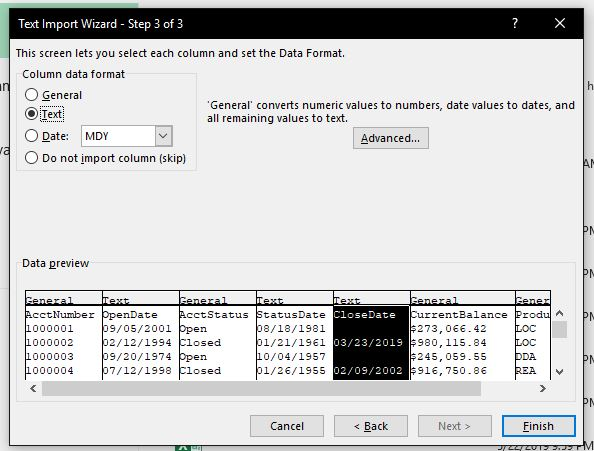 Text Import Wizard - Step 3 of 3
This screen lets you select each column and set the Data Format.
Column data format
General
Text
Date: MDY
Do not import column (skip)
'General' converts numeric values to numbers, date values to dates, and
all remaining values to text.
Advanced...
Data preview
General Text General Text Text General Gener
AcctNumber OpenDate AcctStatus StatusDate CloseDate CurrentBalance Produ
1000001 09/05/2001 Open 08/18/1981 $273,066.42 LOC
1000002 02/12/1994 Closed 01/21/1961 03/23/2019 $980,115.84 LOC
1000003 09/20/1974 Open 10/04/1957 $245,059.55 DDA
1000004 07/12/1998 Closed 01/26/1955 02/09/2002 $916,750.86 REA
Cancel < Back Next > Finish